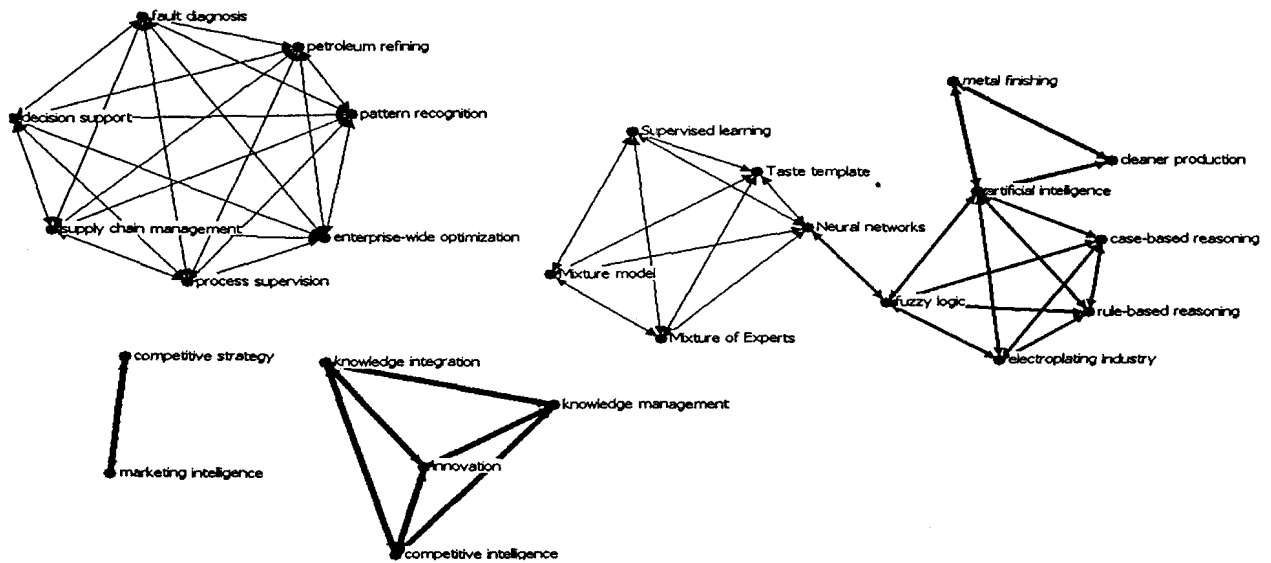 fault diagnosis
petroleum refining
decision support
pattern recognition
supply chain management
enterprise-wide optimization
process supervision
Supervised learning
Taste template
Neural networks
Mixture model
Mixture of Experts
metal finishing
cleaner production
artificial intelligence
case-based reasoning
fuzzy logic
rule-based reasoning
electroplating industry
competitive strategy
marketing intelligence
knowledge integration
knowledge management
innovation
competitive intelligence